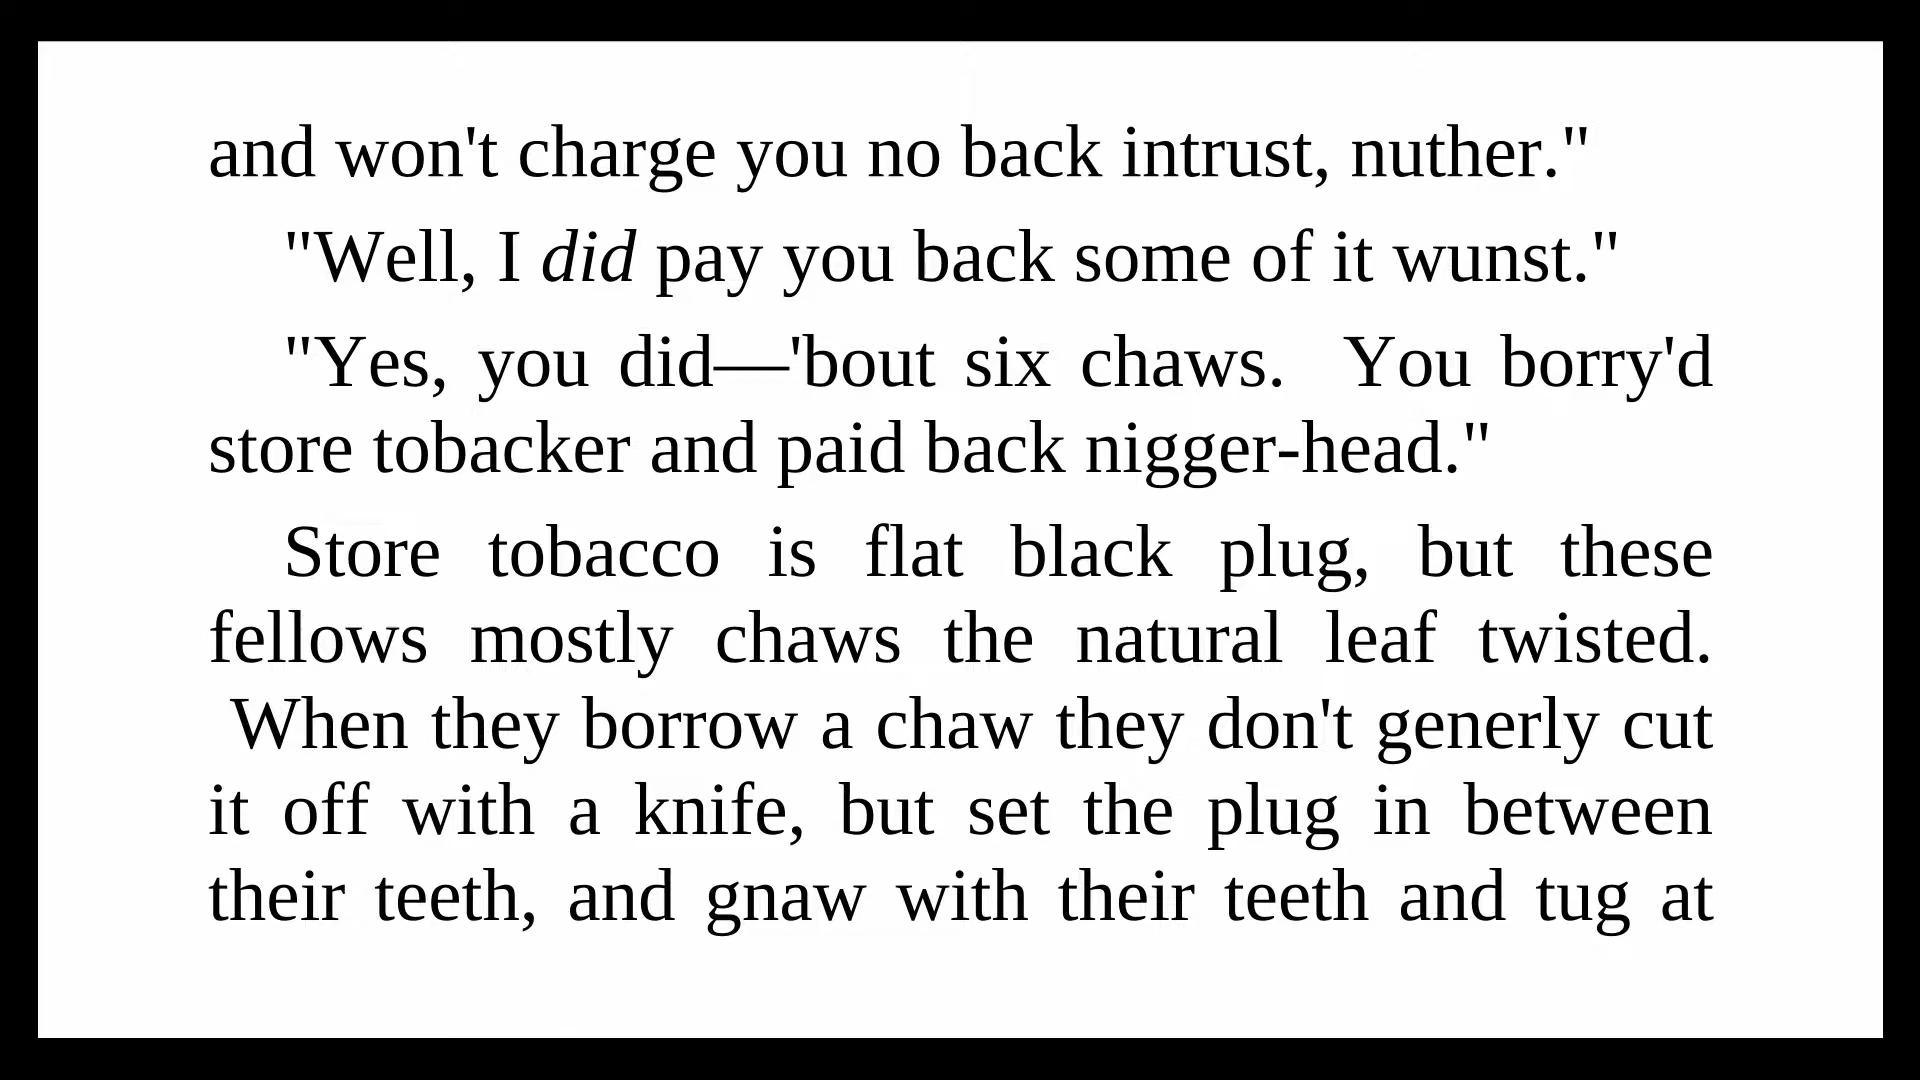 and won't charge you no back intrust, nuther."
"Well, I did pay you back some of it wunst."
"Yes, you did—'bout six chaws.  You borry'd
store tobacker and paid back nigger-head."
Store tobacco is flat black plug, but these
fellows mostly chaws the natural leaf twisted.
When they borrow a chaw they don't generly cut
it off with a knife, but set the plug in between
their teeth, and gnaw with their teeth and tug at